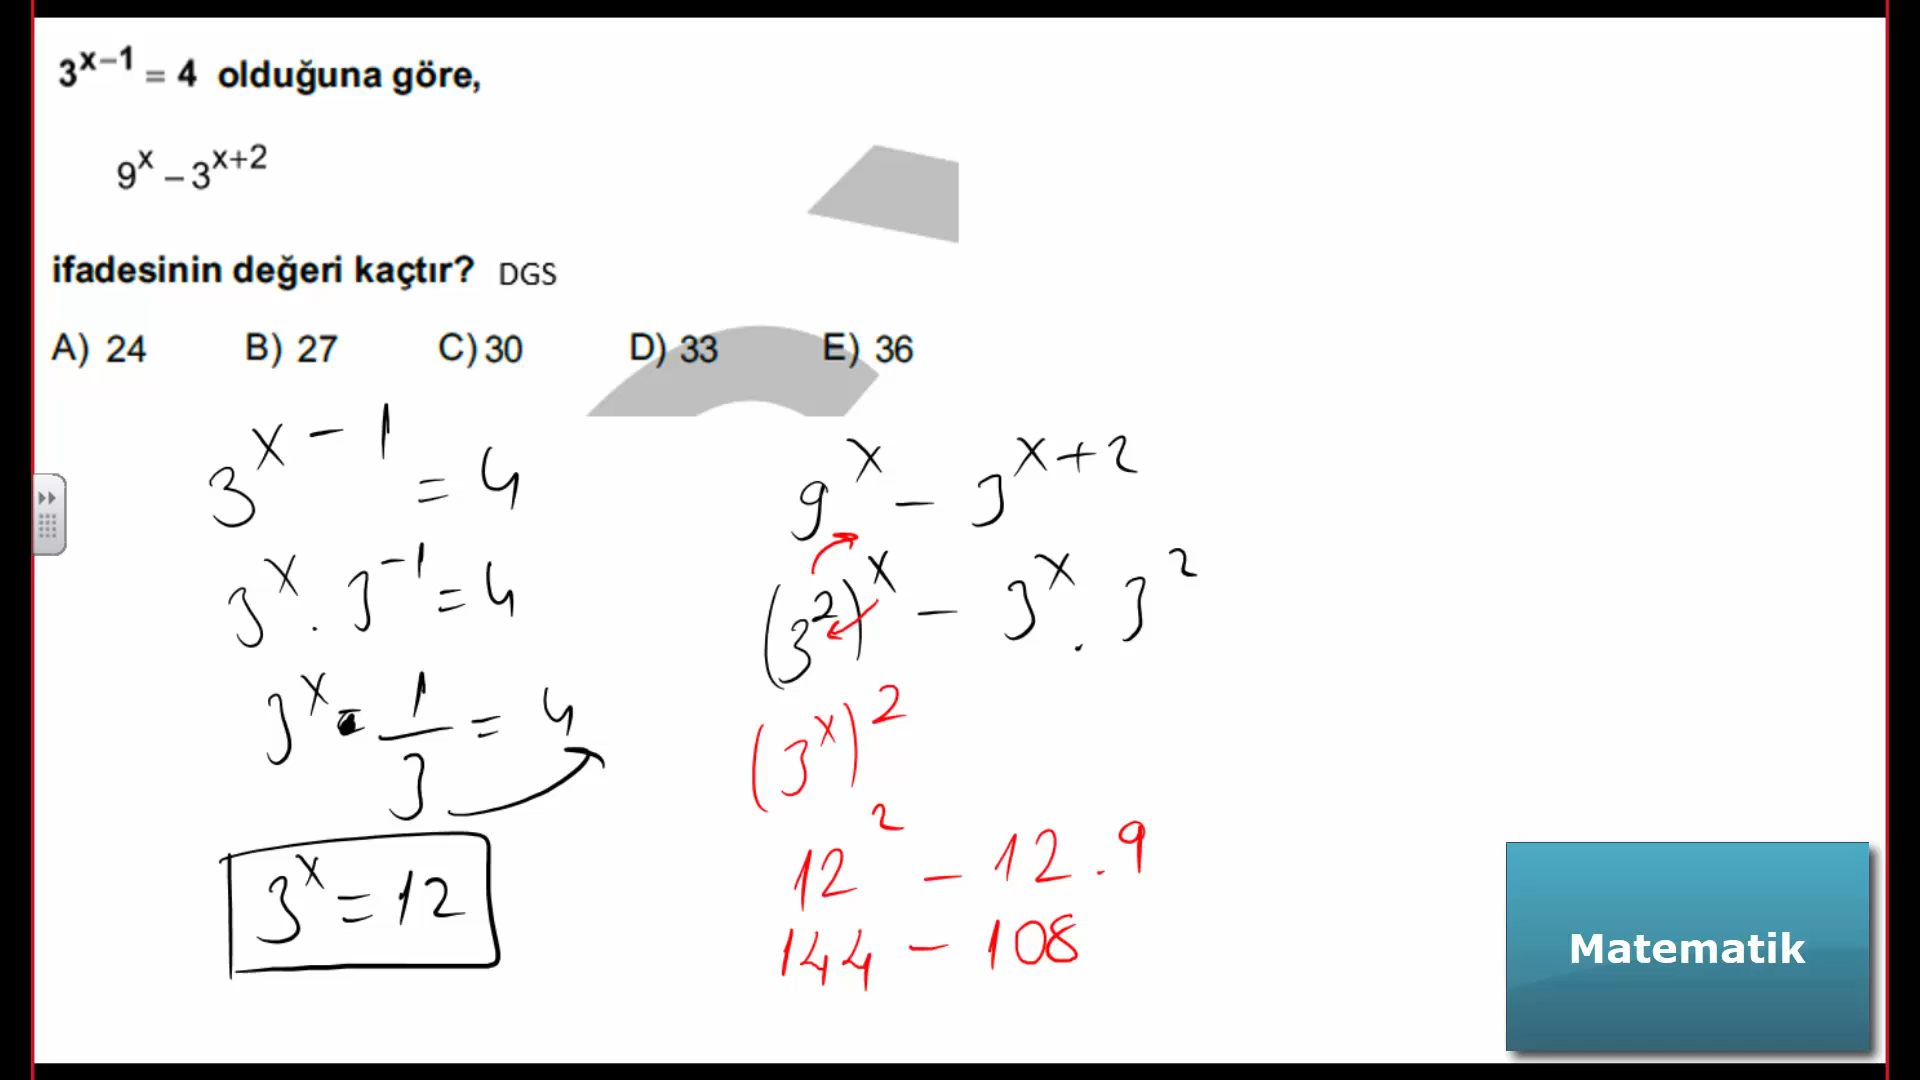 3^{x−1} = 4 olduğuna göre,
9^x − 3^{x+2}
ifadesinin değeri kaçtır? DGS
A) 24 B) 27 C) 30 D) 33 E) 36
3^{x−1} = 4
3^x . 3^{−1} = 4
3^x . 1/3 = 4
3^x = 12
9^x − 3^{x+2}
(3^2)^x − 3^x . 3^2
(3^x)^2
12^2 − 12 . 9
144 − 108
Matematik